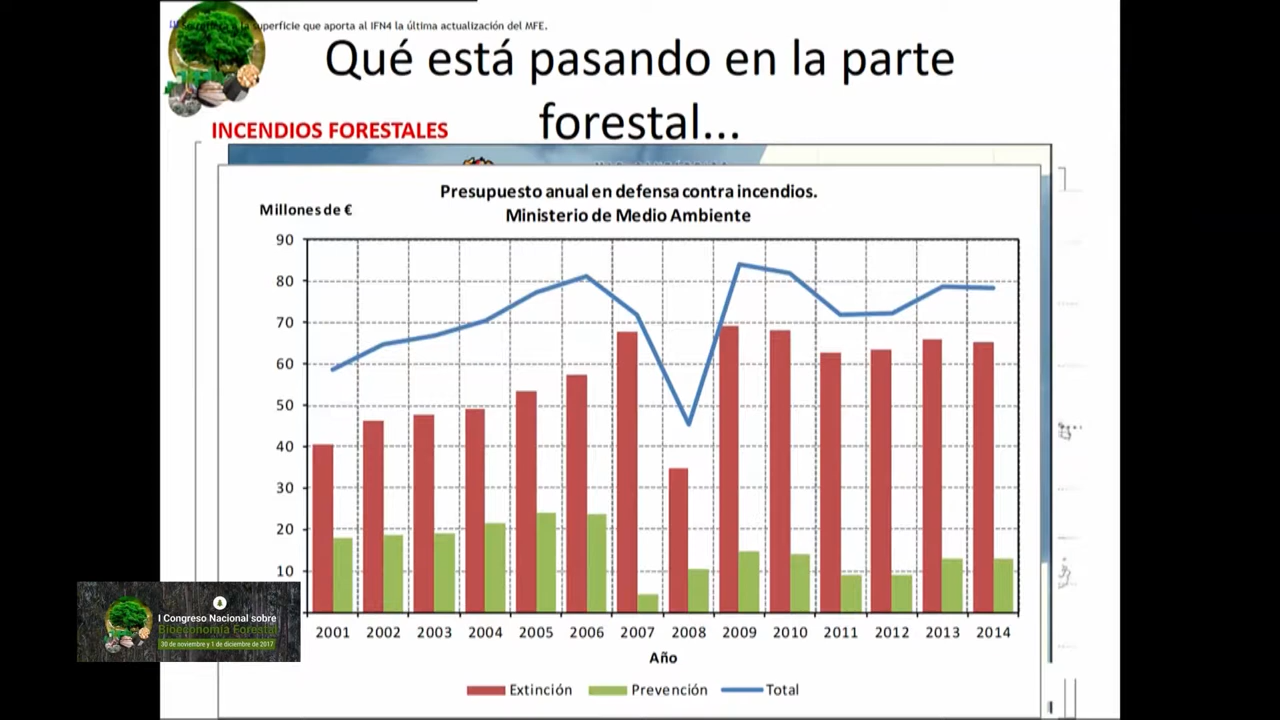 superficie que aporta al IFN4 la última actualización del MFE.
Qué está pasando en la parte
forestal...
INCENDIOS FORESTALES
Presupuesto anual en defensa contra incendios.
Ministerio de Medio Ambiente
Millones de €
90
80
70
60
50
40
30
20
10
2001 2002 2003 2004 2005 2006 2007 2008 2009 2010 2011 2012 2013 2014
Año
Extinción Prevención Total
I Congreso Nacional sobre
Bioeconomía Forestal
30 de noviembre y 1 de diciembre de 2017